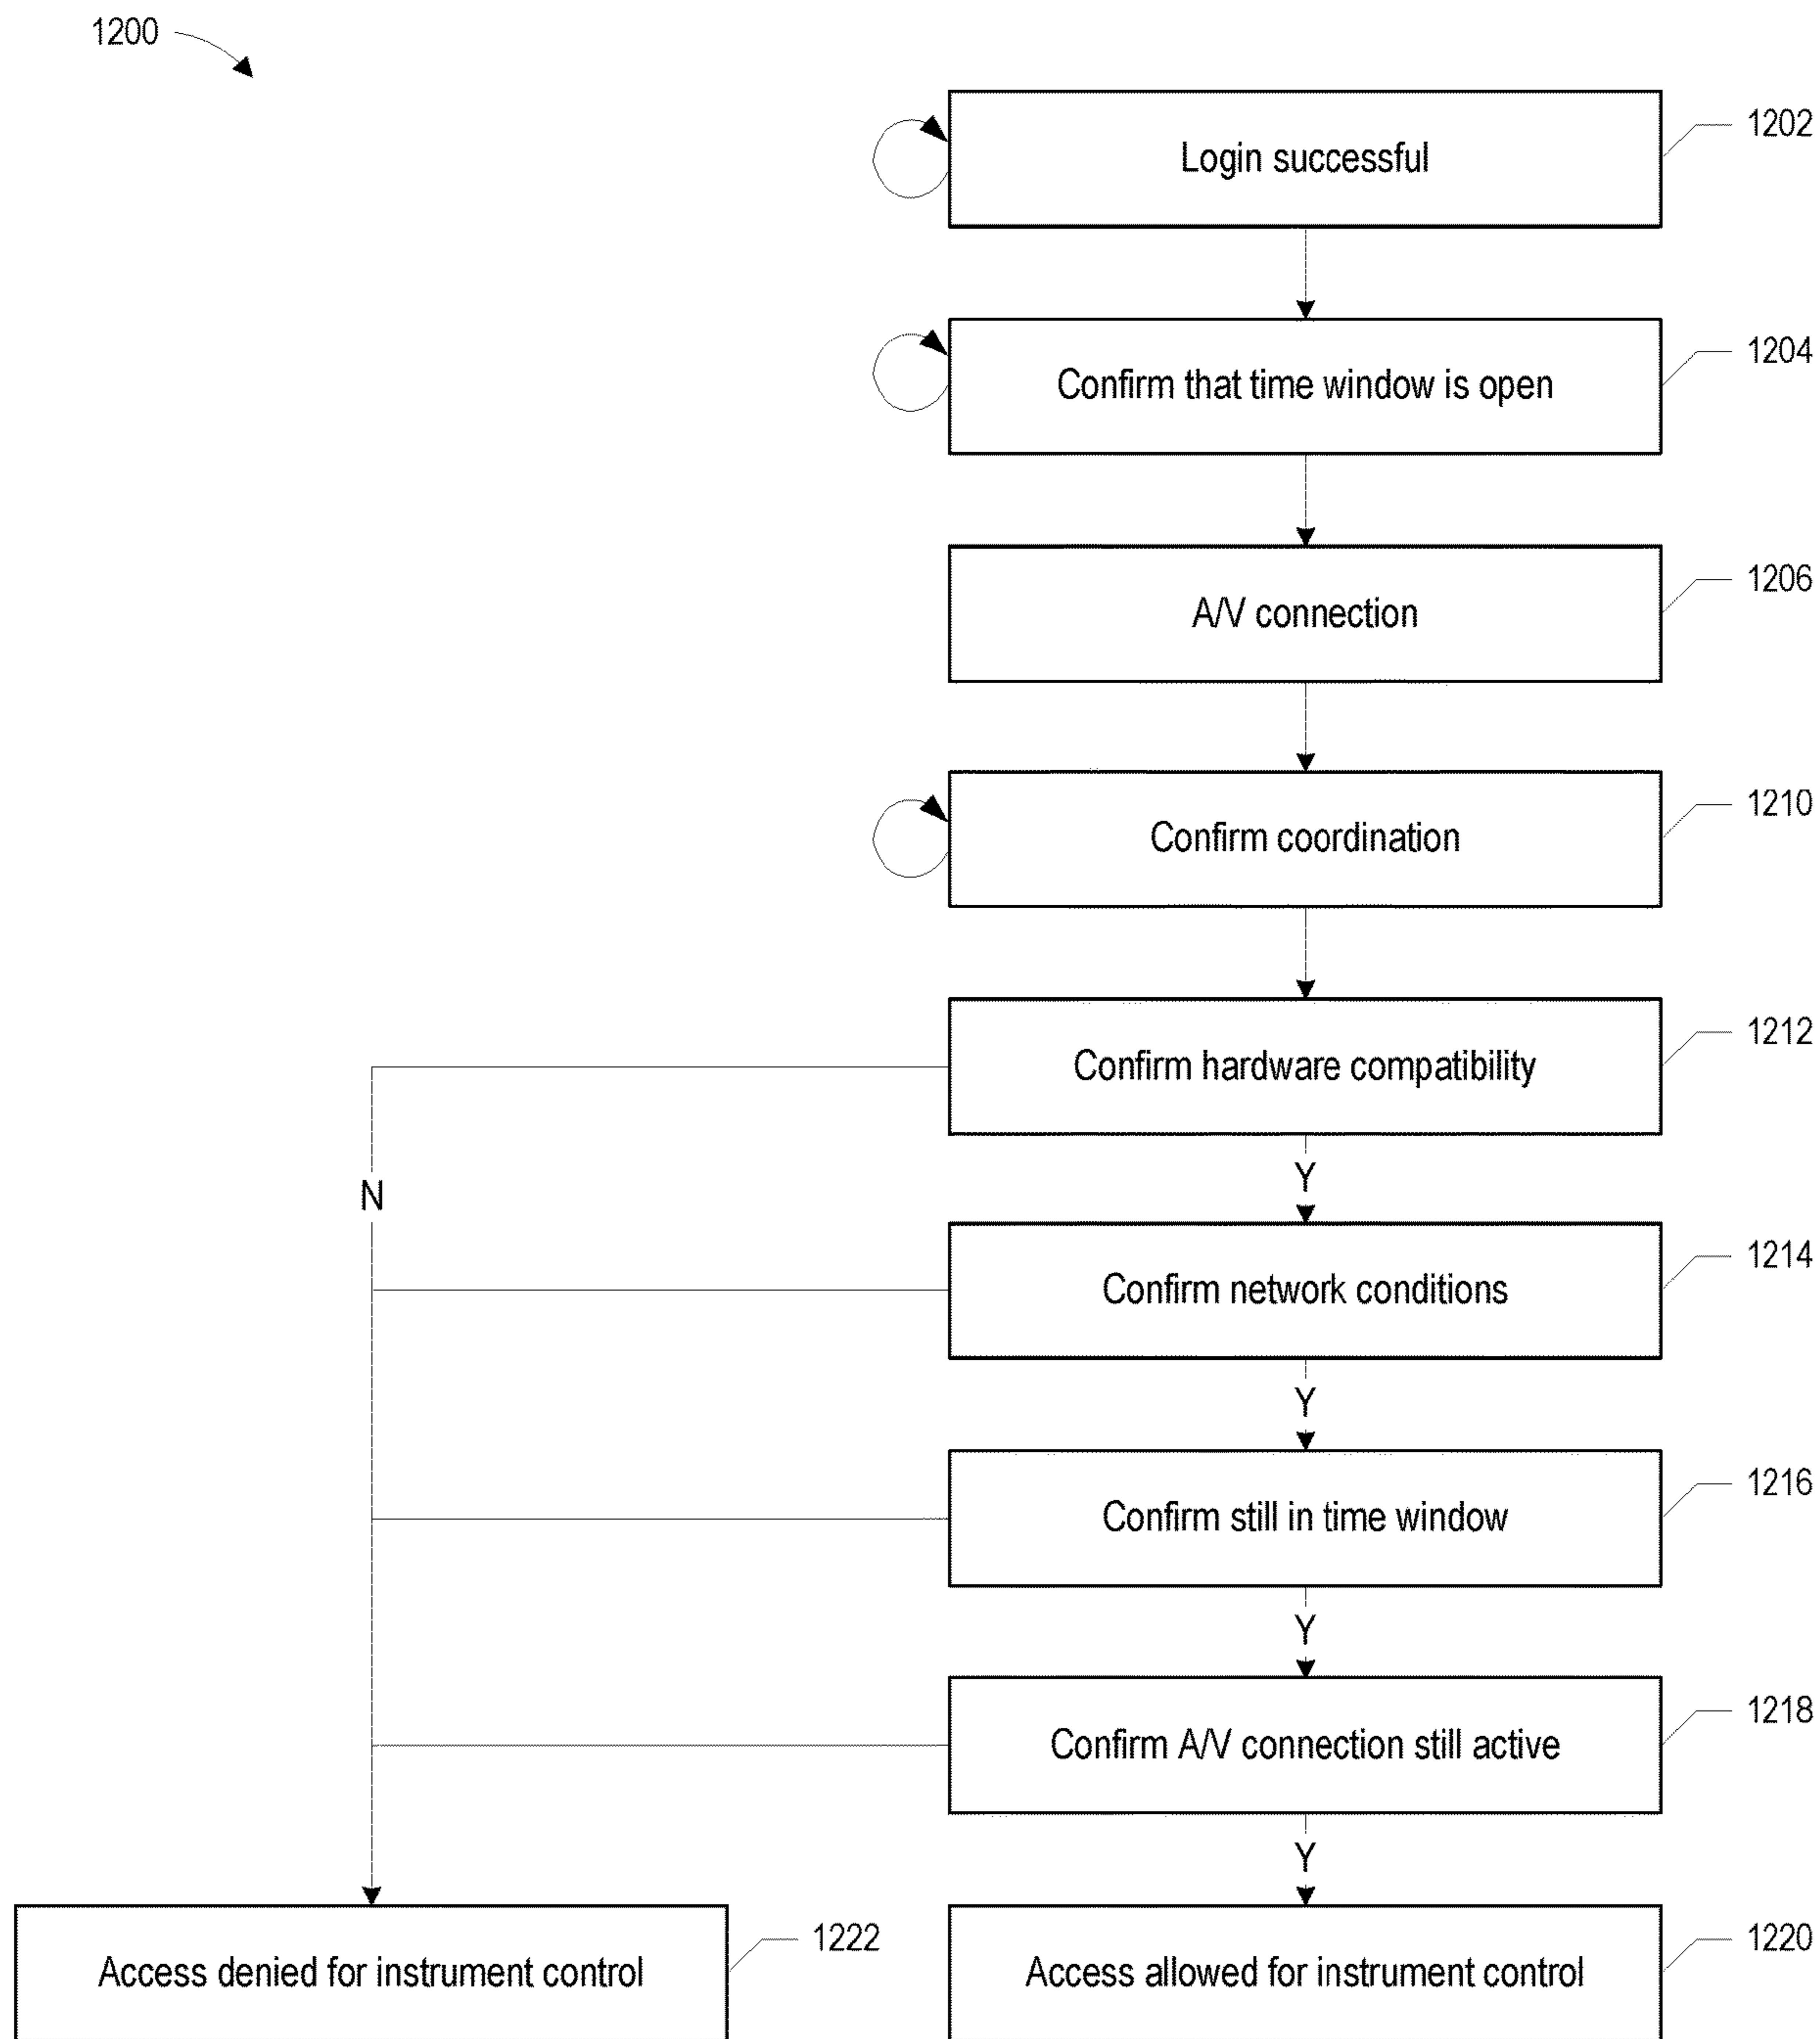 1200
Login successful
1202
Confirm that time window is open
1204
A/V connection
1206
Confirm coordination
1210
Confirm hardware compatibility
1212
Y
N
Confirm network conditions
1214
Y
Confirm still in time window
1216
Y
Confirm A/V connection still active
1218
Y
Access denied for instrument control
1222
Access allowed for instrument control
1220